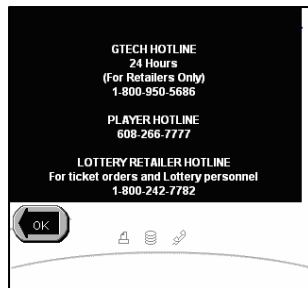 GTECH HOTLINE
24 Hours
(For Retailers Only)
1-800-950-5686
PLAYER HOTLINE
608-266-7777
LOTTERY RETAILER HOTLINE
For ticket orders and Lottery personnel
1-800-242-7782
OK